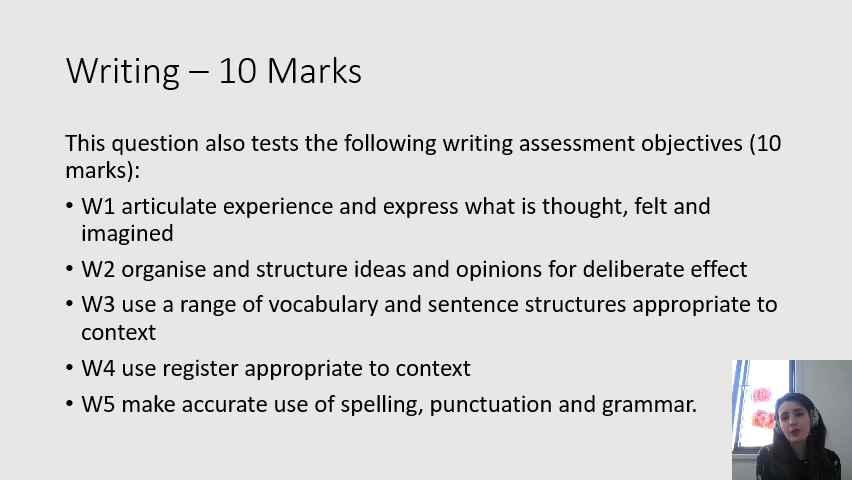 Writing – 10 Marks
This question also tests the following writing assessment objectives (10
marks):
• W1 articulate experience and express what is thought, felt and
imagined
• W2 organise and structure ideas and opinions for deliberate effect
• W3 use a range of vocabulary and sentence structures appropriate to
context
• W4 use register appropriate to context
• W5 make accurate use of spelling, punctuation and grammar.